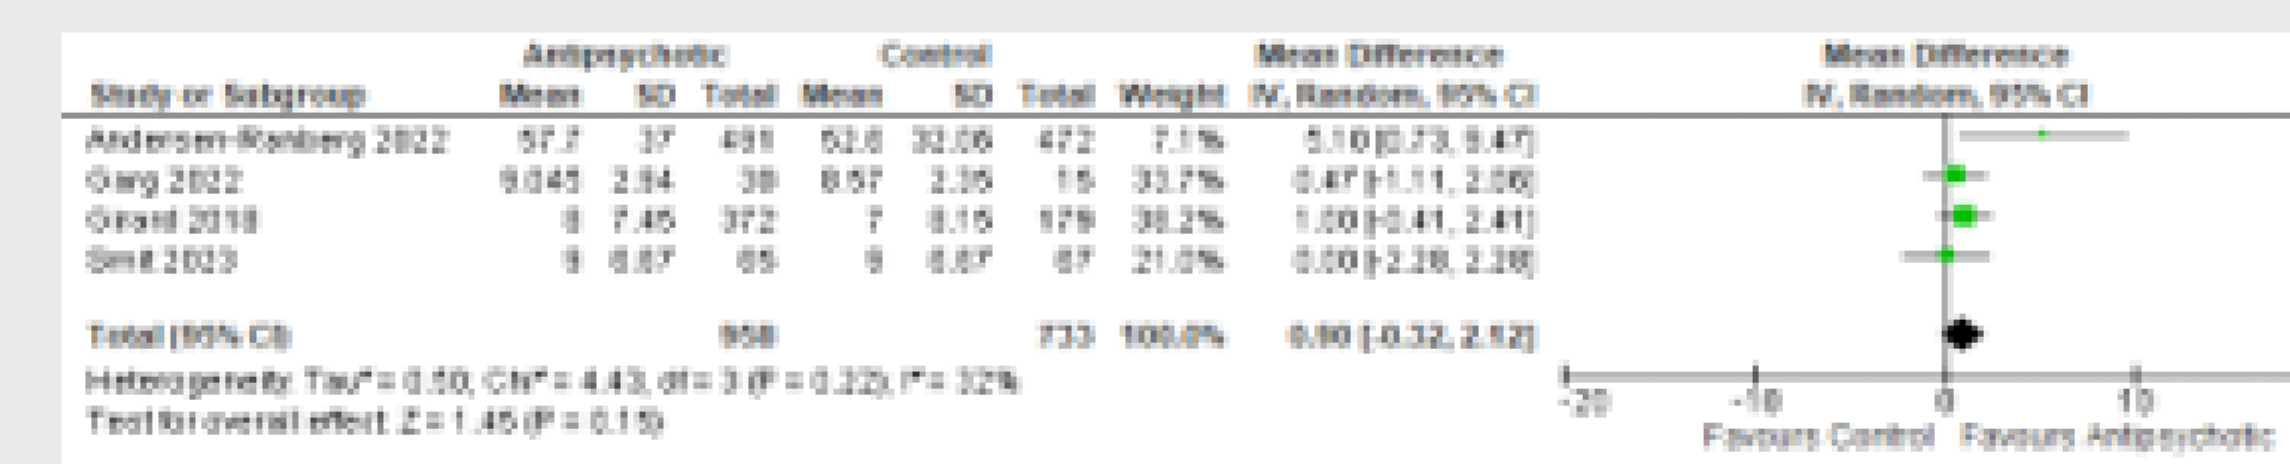 Antipsychotic Control Mean Difference Mean Difference
Study or Subgroup Mean SD Total Mean SD Total Weight IV, Random, 95% CI IV, Random, 95% CI
Andersen-Ranberg 2022 57.7 37 491 52.6 32.06 472 7.1% 5.10 [0.73, 9.47]
Garg 2022 9.045 2.94 30 8.57 2.35 15 33.7% 0.47 [-1.11, 2.06]
Girard 2018 8 7.45 372 7 8.15 179 38.2% 1.00 [-0.41, 2.41]
Smit 2023 9 6.67 65 9 6.67 67 21.0% 0.00 [-2.28, 2.28]
Total (95% CI) 958 733 100.0% 0.90 [-0.32, 2.12]
Heterogeneity: Tau² = 0.50; Chi² = 4.43, df = 3 (P = 0.22); I² = 32%
Test for overall effect: Z = 1.45 (P = 0.15)
-20 -10 0 10
Favours Control Favours Antipsychotic